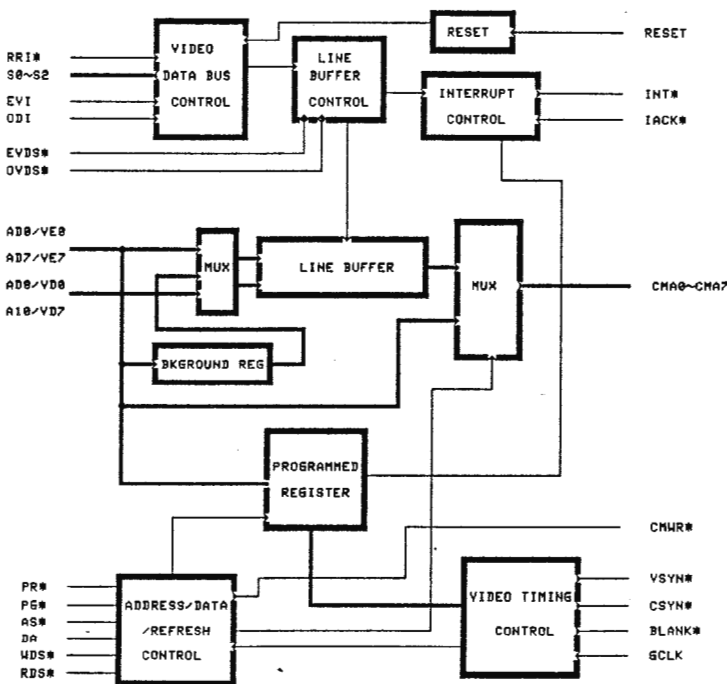 RESET
RESET
RRI*
S0~S2
EVI
ODI
EVDS*
OVDS*
VIDEO
DATA BUS
CONTROL
LINE
BUFFER
CONTROL
INTERRUPT
CONTROL
INT*
IACK*
AD0/VE0
AD7/VE7
AD8/VD0
A10/VD7
MUX
LINE BUFFER
MUX
CMA0~CMA7
BKGROUND REG
PROGRAMMED
REGISTER
CMWR*
PR*
PG*
AS*
DA
WDS*
RDS*
ADDRESS/DATA
/REFRESH
CONTROL
VIDEO TIMING
CONTROL
VSYN*
CSYN*
BLANK*
GCLK